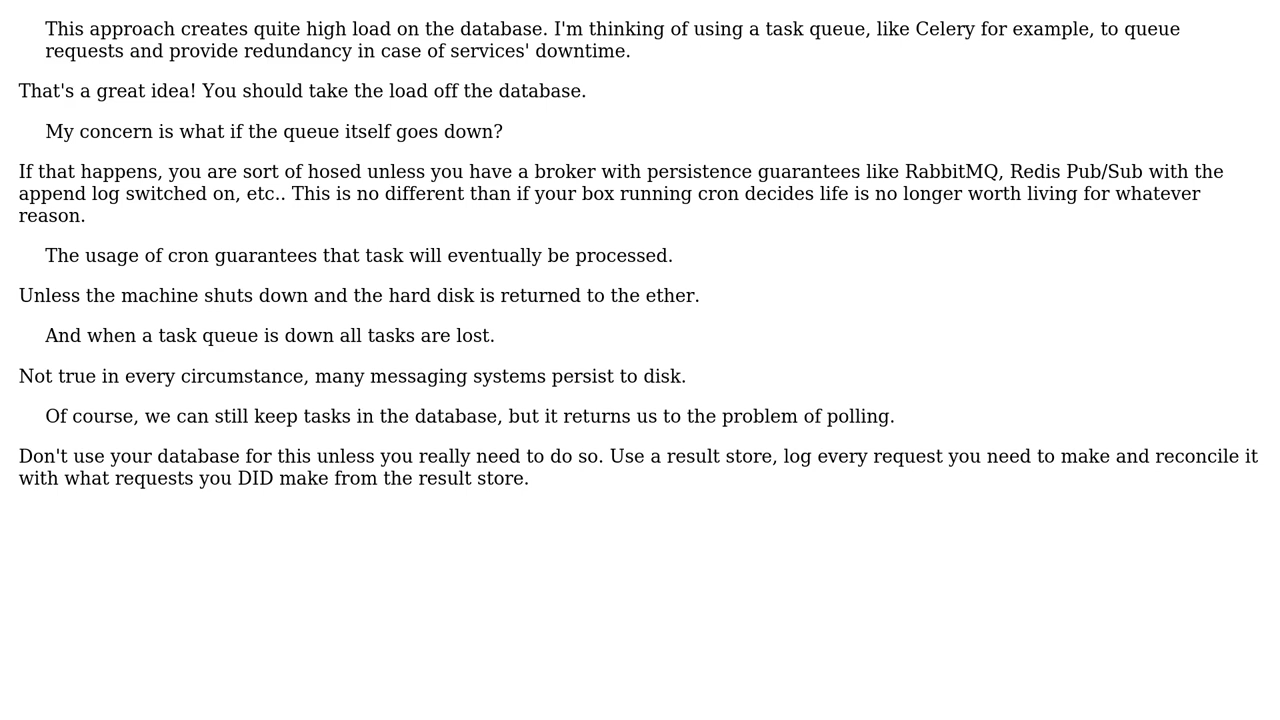 This approach creates quite high load on the database. I'm thinking of using a task queue, like Celery for example, to queue
requests and provide redundancy in case of services' downtime.
That's a great idea! You should take the load off the database.
My concern is what if the queue itself goes down?
If that happens, you are sort of hosed unless you have a broker with persistence guarantees like RabbitMQ, Redis Pub/Sub with the
append log switched on, etc.. This is no different than if your box running cron decides life is no longer worth living for whatever
reason.
The usage of cron guarantees that task will eventually be processed.
Unless the machine shuts down and the hard disk is returned to the ether.
And when a task queue is down all tasks are lost.
Not true in every circumstance, many messaging systems persist to disk.
Of course, we can still keep tasks in the database, but it returns us to the problem of polling.
Don't use your database for this unless you really need to do so. Use a result store, log every request you need to make and reconcile it
with what requests you DID make from the result store.